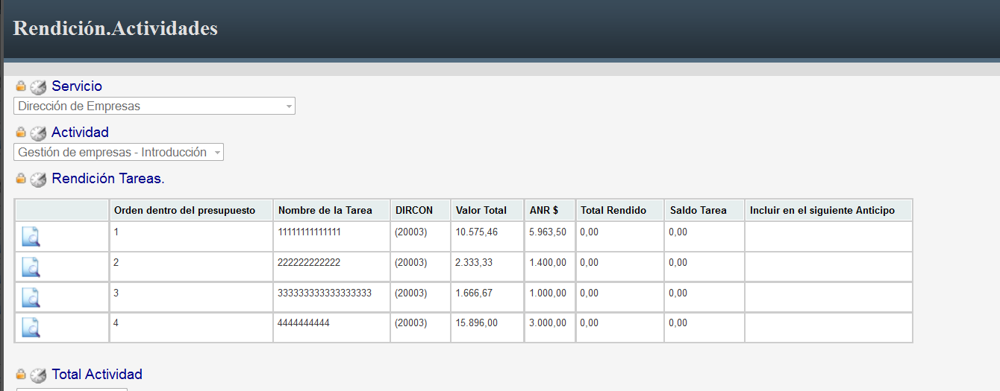 Rendición.Actividades
Servicio
Dirección de Empresas
Actividad
Gestión de empresas - Introducción
Rendición Tareas.
Orden dentro del presupuesto Nombre de la Tarea DIRCON Valor Total ANR $ Total Rendido Saldo Tarea Incluir en el siguiente Anticipo
1 11111111111111 (20003) 10.575,46 5.963,50 0,00 0,00
2 222222222222 (20003) 2.333,33 1.400,00 0,00 0,00
3 333333333333333333 (20003) 1.666,67 1.000,00 0,00 0,00
4 4444444444 (20003) 15.896,00 3.000,00 0,00 0,00
Total Actividad